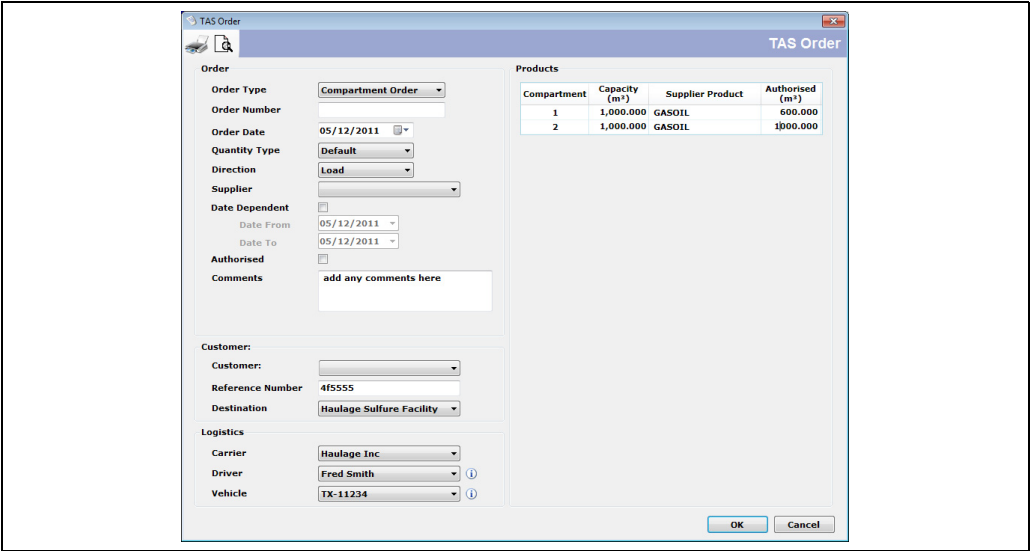 TAS Order
TAS Order
Order
Order Type Compartment Order
Order Number
Order Date 05/12/2011
Quantity Type Default
Direction Load
Supplier
Date Dependent
Date From 05/12/2011
Date To 05/12/2011
Authorised
Comments add any comments here
Customer:
Customer:
Reference Number 4f5555
Destination Haulage Sulfure Facility
Logistics
Carrier Haulage Inc
Driver Fred Smith
Vehicle TX-11234
Products
Compartment Capacity (m³) Supplier Product Authorised (m³)
1 1,000.000 GASOIL 600.000
2 1,000.000 GASOIL 1000.000
OK Cancel